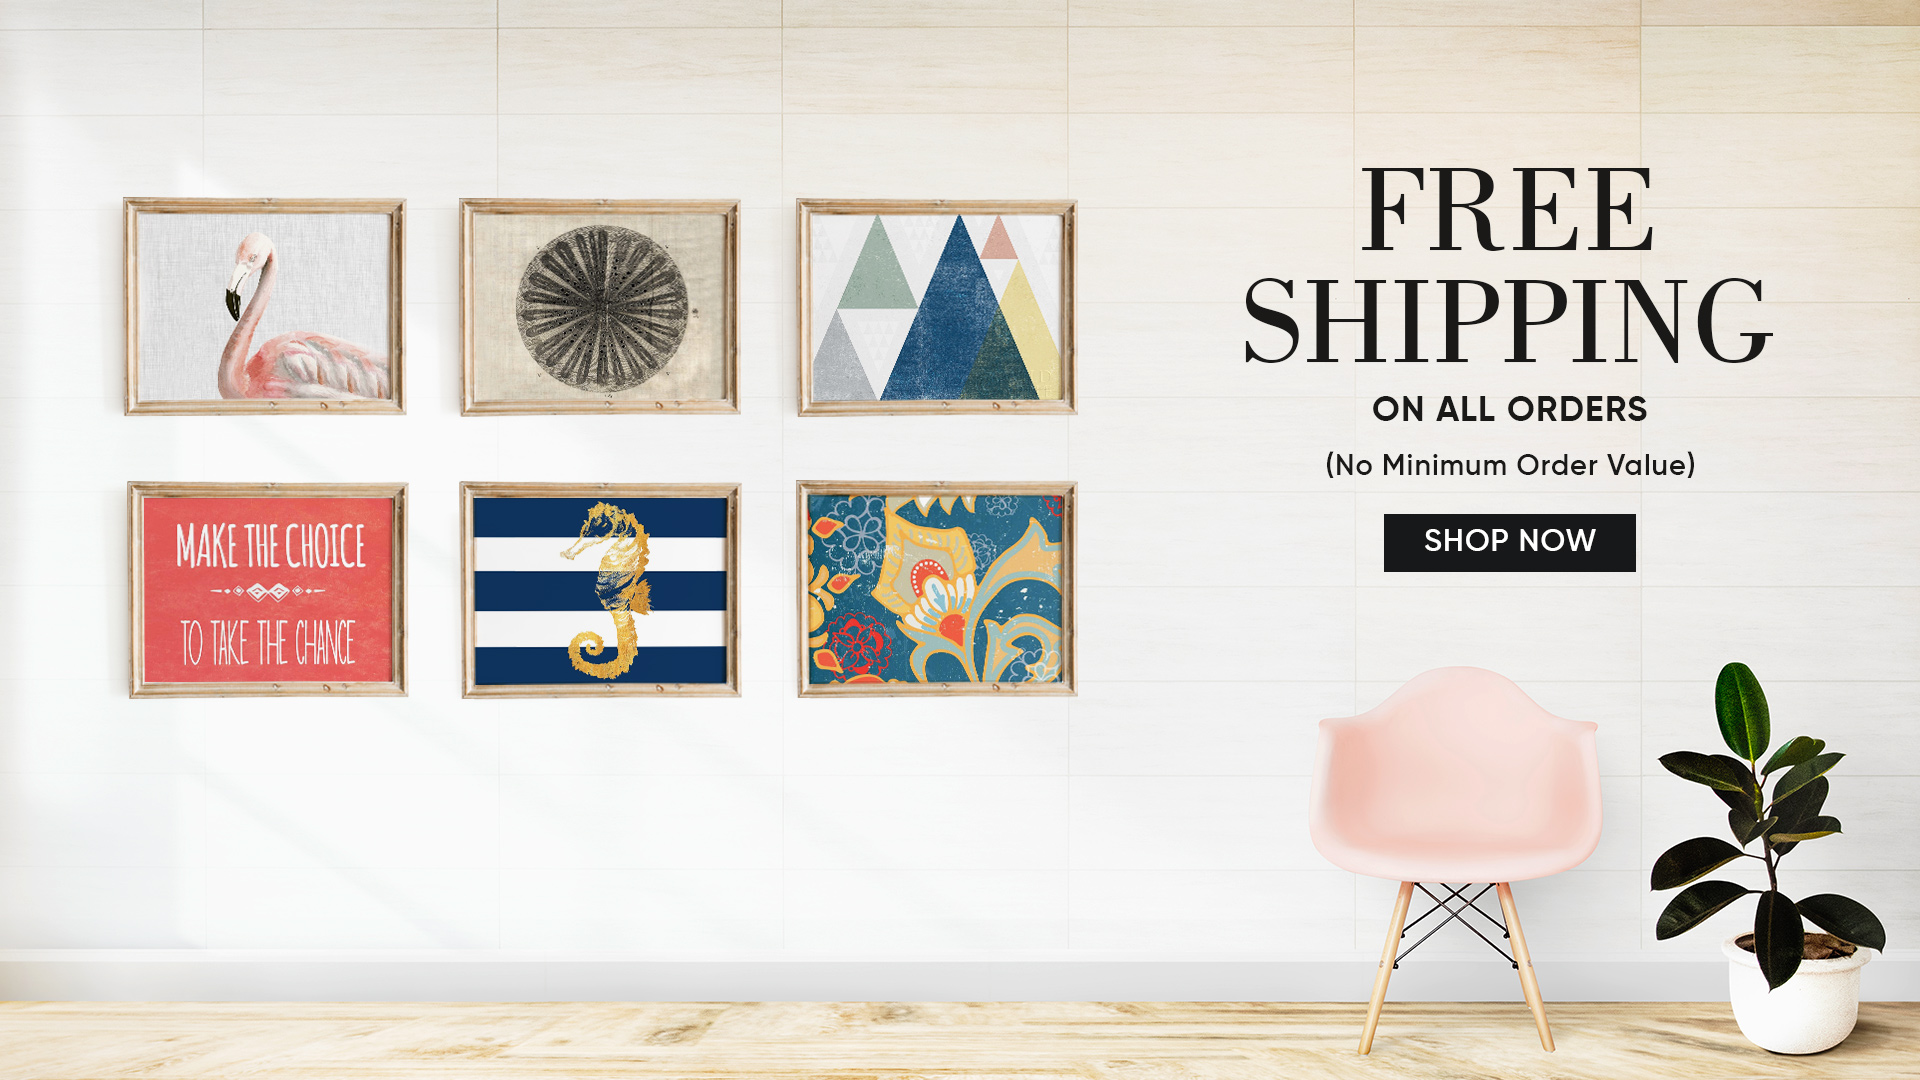 FREE
SHIPPING
ON ALL ORDERS
(No Minimum Order Value)
SHOP NOW
MAKE THE CHOICE
TO TAKE THE CHANCE